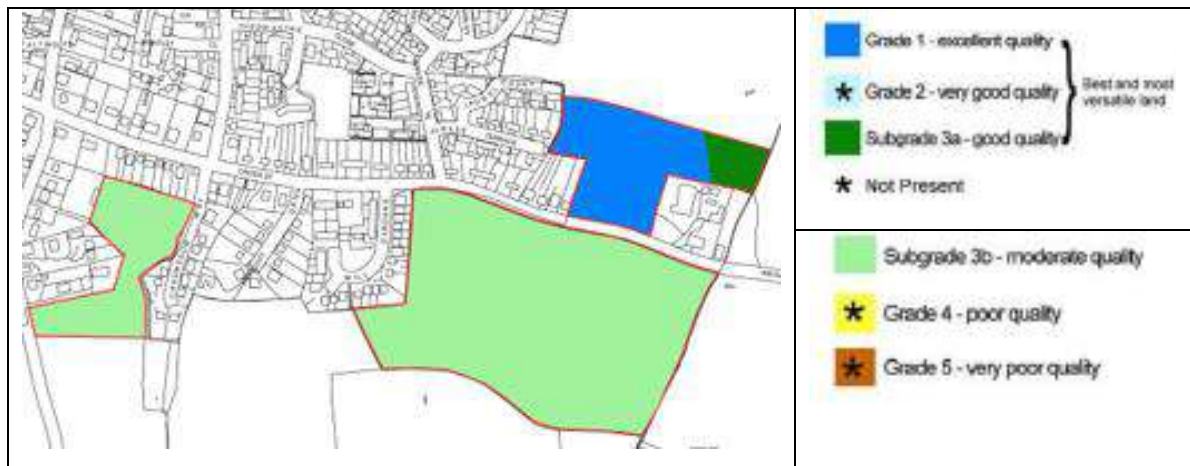 Grade 1 - excellent quality
* Grade 2 - very good quality
Best and most
versatile land
Subgrade 3a - good quality
* Not Present
Subgrade 3b - moderate quality
* Grade 4 - poor quality
* Grade 5 - very poor quality